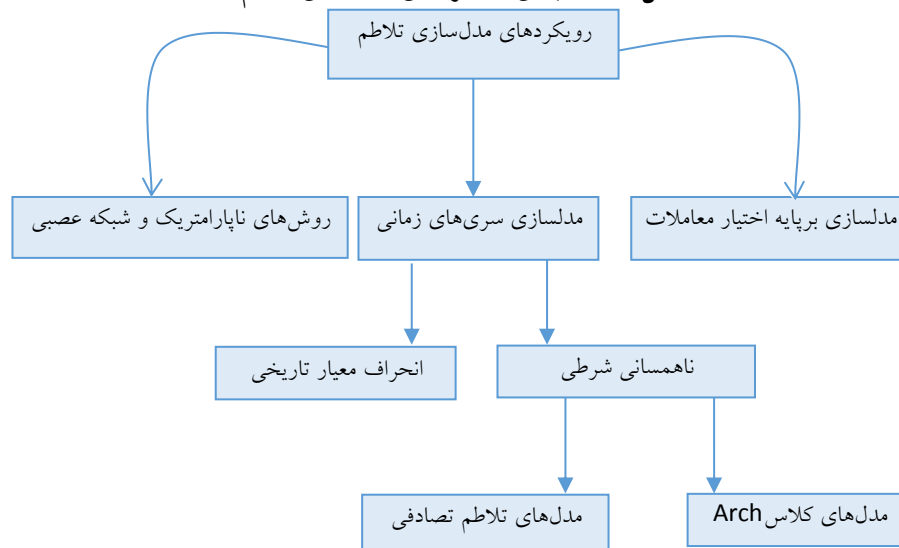 رویکردهای مدل‌سازی تلاطم
مدلسازی برپایه اختیار معاملات
مدلسازی سری‌های زمانی
روش‌های ناپارامتریک و شبکه عصبی
ناهمسانی شرطی
انحراف معیار تاریخی
مدل‌های کلاس Arch
مدل‌های تلاطم تصادفی